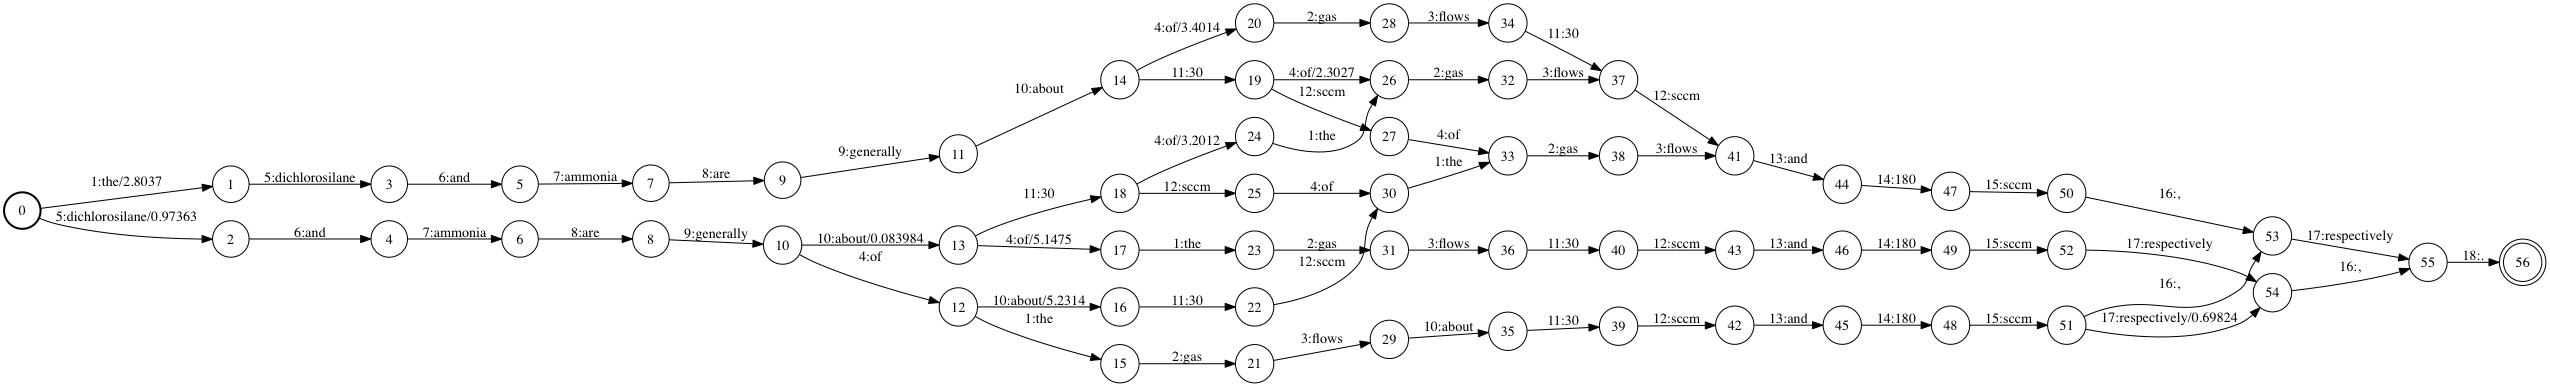 0
1:the/2.8037
5:dichlorosilane/0.97363
1
5:dichlorosilane
3
6:and
5
7:ammonia
7
8:are
9
9:generally
11
10:about
14
4:of/3.4014
20
2:gas
28
3:flows
34
11:30
11:30
19
4:of/2.3027
26
2:gas
32
3:flows
37
12:sccm
12:sccm
27
4:of
33
2:gas
38
3:flows
41
13:and
44
14:180
47
15:sccm
50
16:,
53
17:respectively
55
18:.
56
2
6:and
4
7:ammonia
6
8:are
8
9:generally
10
10:about/0.083984
13
11:30
18
4:of/3.2012
24
1:the
12:sccm
25
4:of
30
1:the
4:of/5.1475
17
1:the
23
2:gas
31
3:flows
36
11:30
40
12:sccm
43
13:and
46
14:180
49
15:sccm
52
17:respectively
54
16:,
4:of
12
10:about/5.2314
16
11:30
22
12:sccm
1:the
15
2:gas
21
3:flows
29
10:about
35
11:30
39
12:sccm
42
13:and
45
14:180
48
15:sccm
51
16:,
17:respectively/0.69824